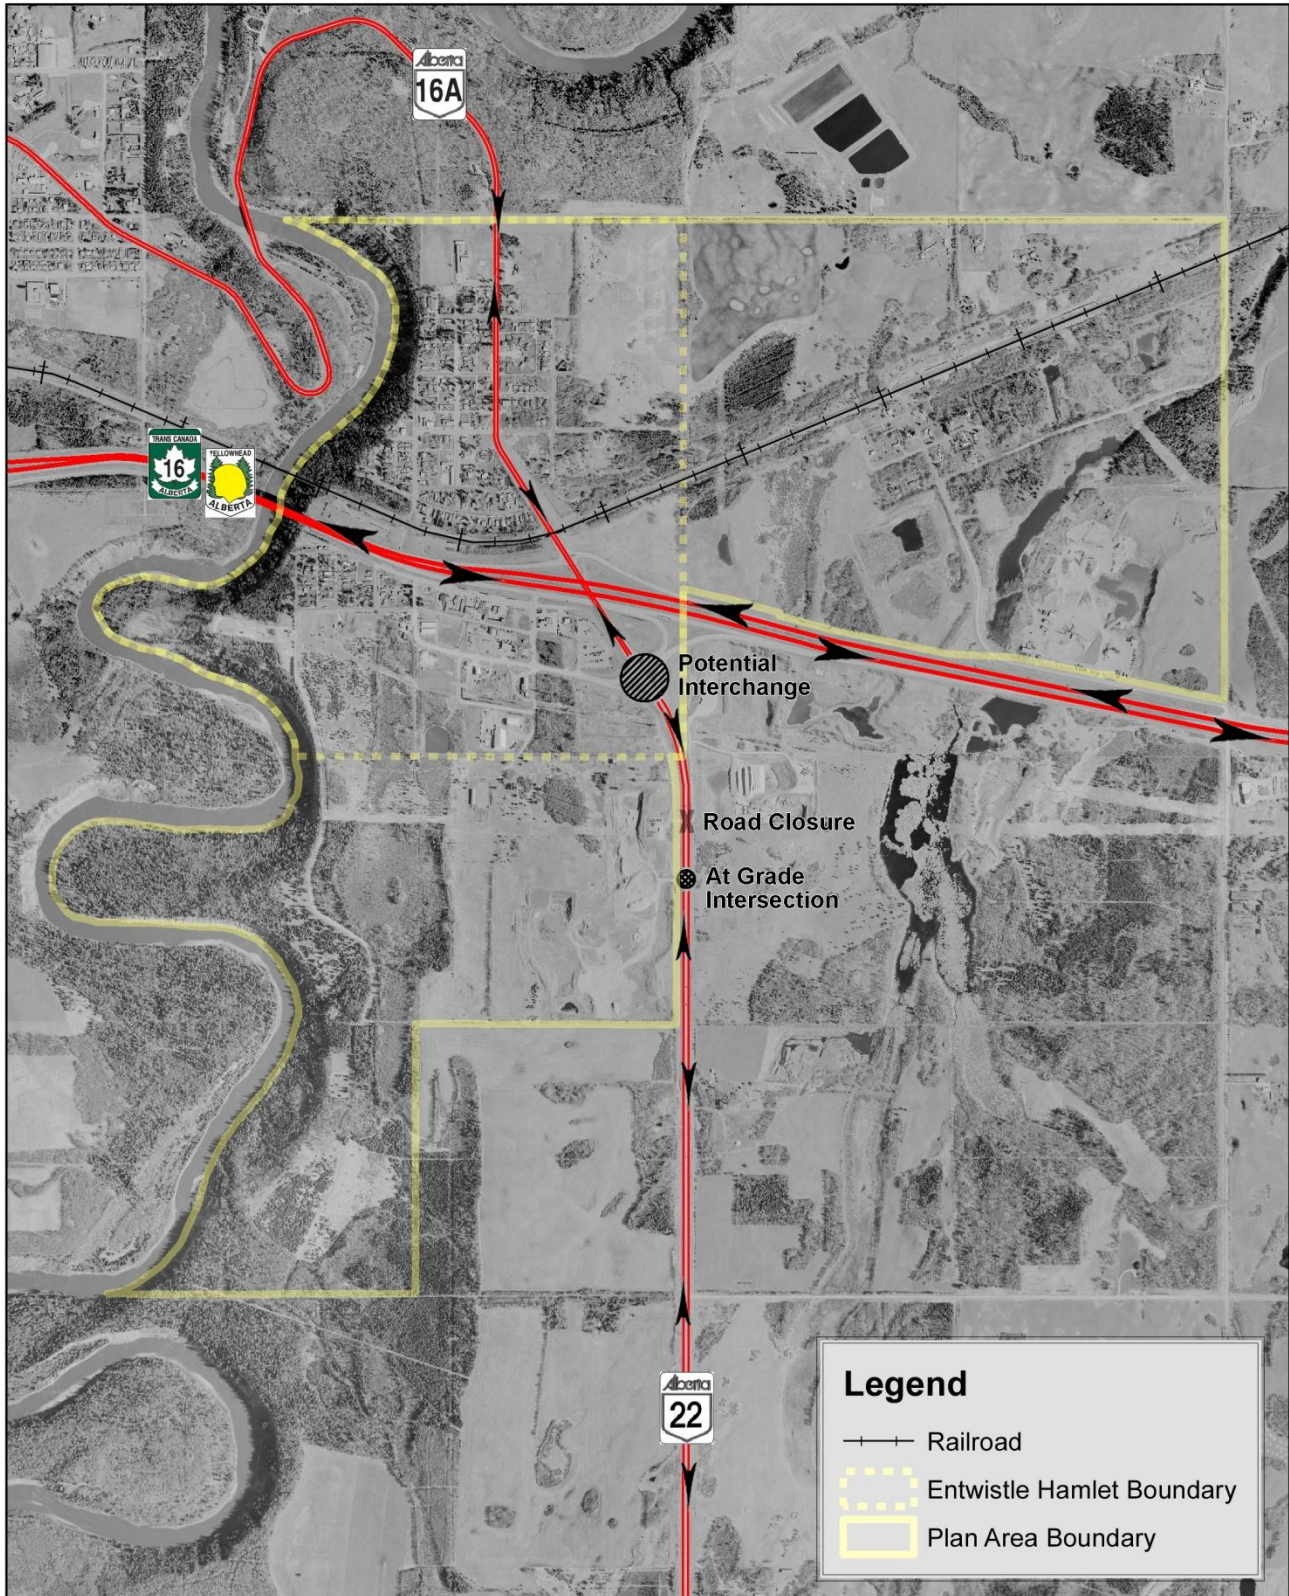 Alberta
16A
TRANS CANADA
16
ALBERTA
YELLOWHEAD
ALBERTA
Potential
Interchange
X Road Closure
At Grade
Intersection
Alberta
22
Legend
Railroad
Entwistle Hamlet Boundary
Plan Area Boundary